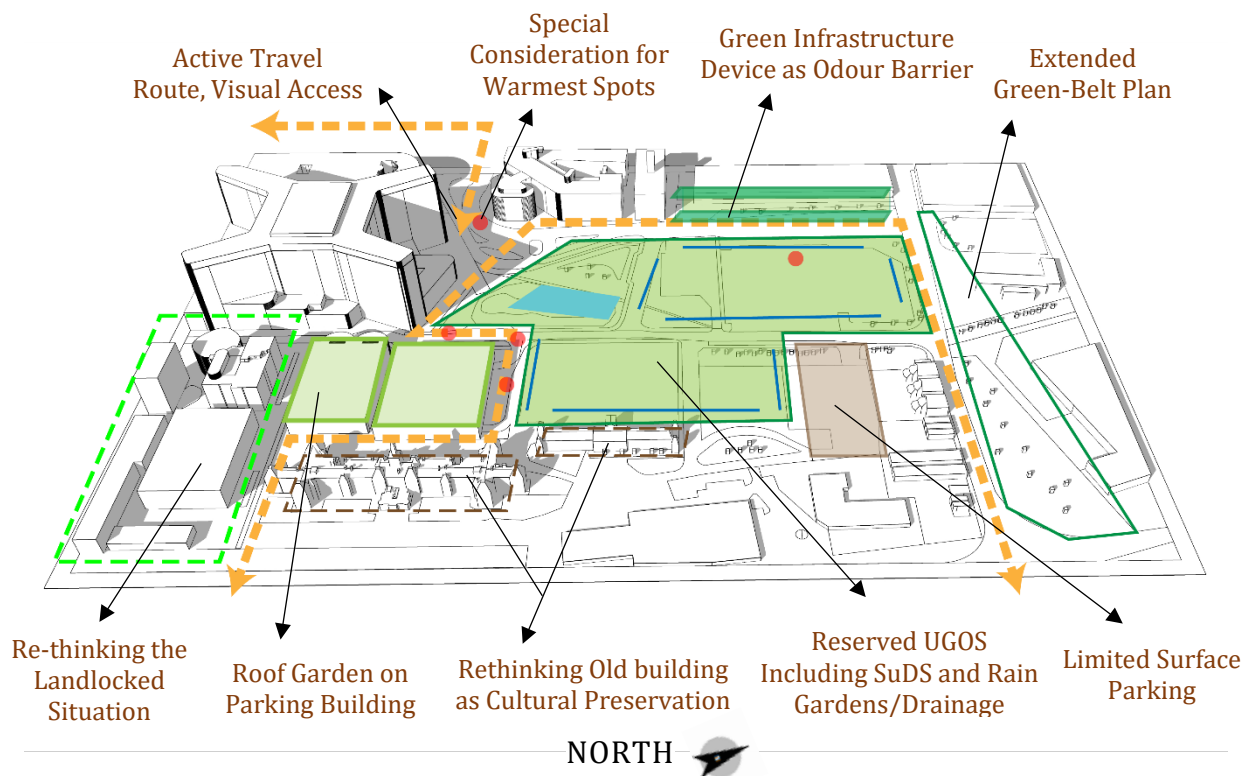 Active Travel
Route, Visual Access
Special
Consideration for
Warmest Spots
Green Infrastructure
Device as Odour Barrier
Extended
Green-Belt Plan
Re-thinking the
Landlocked
Situation
Roof Garden on
Parking Building
Rethinking Old building
as Cultural Preservation
Reserved UGOS
Including SuDS and Rain
Gardens/Drainage
Limited Surface
Parking
NORTH